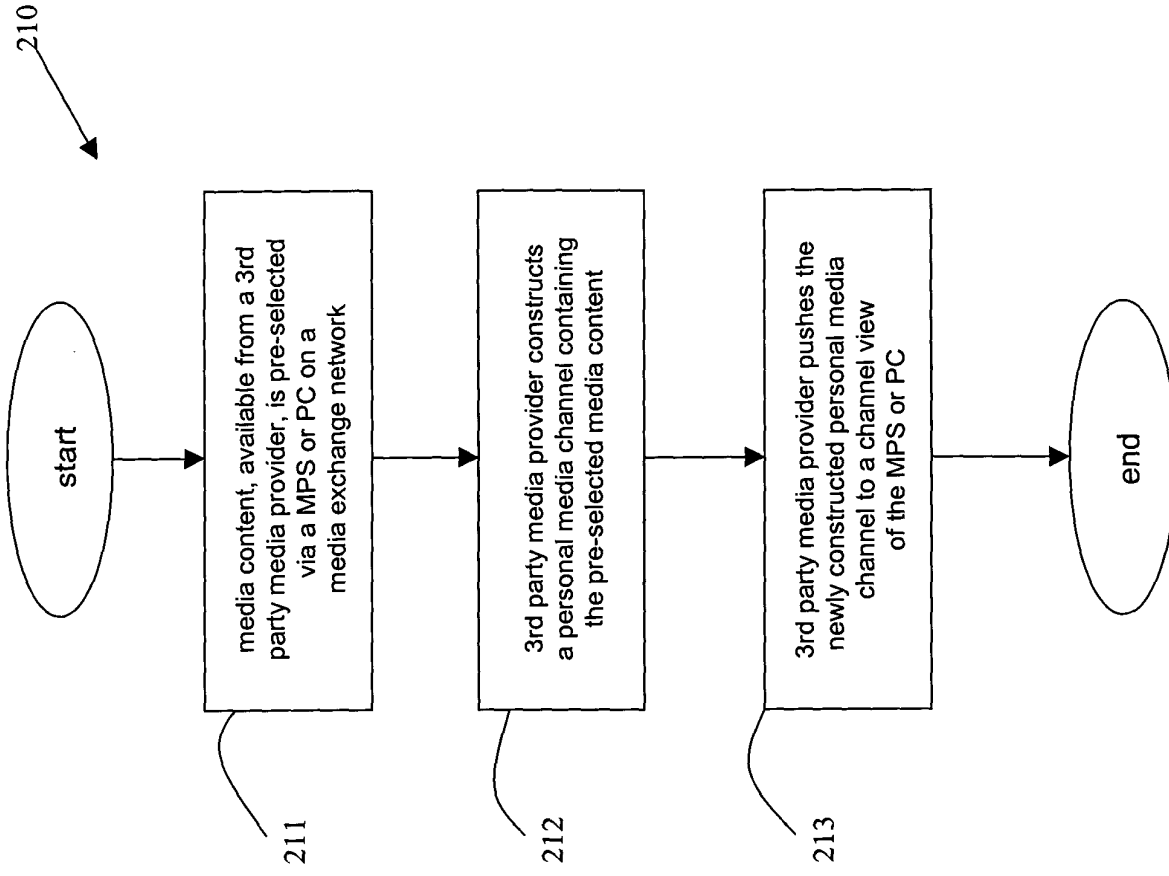 210
start
media content, available from a 3rd
party media provider, is pre-selected
via a MPS or PC on a
media exchange network
211
3rd party media provider constructs
a personal media channel containing
the pre-selected media content
212
3rd party media provider pushes the
newly constructed personal media
channel to a channel view
of the MPS or PC
213
end